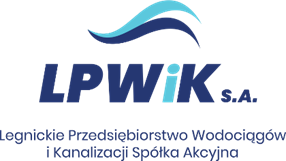 LPWiK S.A.
Legnickie Przedsiębiorstwo Wodociągów
i Kanalizacji Spółka Akcyjna